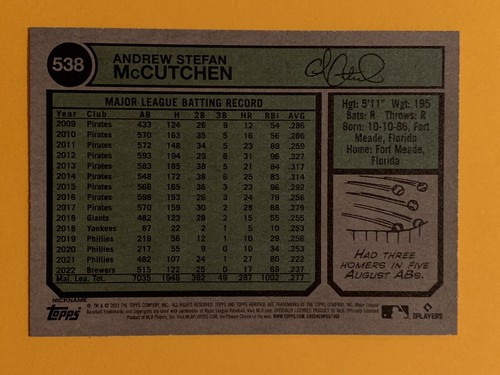 538
ANDREW STEFAN
McCUTCHEN
MAJOR LEAGUE BATTING RECORD
Year Club AB H 2B 3B HR RBI AVG
2009 Pirates 433 124 26 9 12 54 .286
2010 Pirates 570 163 35 5 16 56 .286
2011 Pirates 572 148 34 5 23 89 .259
2012 Pirates 593 194 29 6 31 96 .327
2013 Pirates 583 185 38 5 21 84 .317
2014 Pirates 548 172 38 6 25 83 .314
2015 Pirates 566 165 36 3 23 96 .292
2016 Pirates 598 153 26 3 24 79 .256
2017 Pirates 570 159 30 2 28 88 .279
2018 Giants 482 123 28 2 15 55 .255
2018 Yankees 87 22 2 1 5 10 .253
2019 Phillies 219 56 12 1 10 29 .256
2020 Phillies 217 55 9 0 10 34 .253
2021 Phillies 482 107 24 1 27 80 .222
2022 Brewers 515 122 25 0 17 69 .237
Maj. Lea. Tot. 7035 1948 392 49 287 1002 .277
Hgt: 5'11" Wgt: 195
Bats: R Throws: R
Born: 10-10-86, Fort
Meade, Florida
Home: Fort Meade,
Florida
HAD THREE
HOMERS IN FIVE
AUGUST ABS.
NICKNAME
Topps
PLAYERS